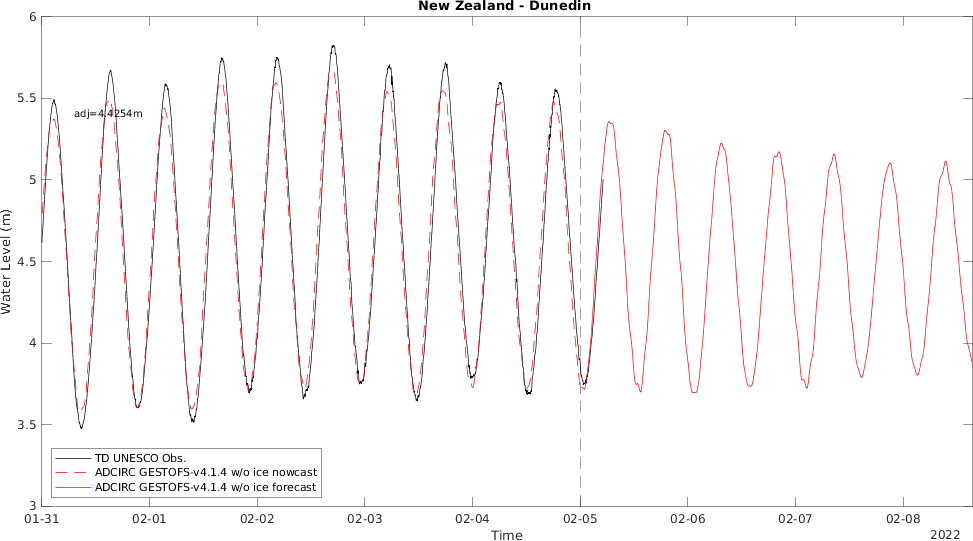 New Zealand - Dunedin
6
5.5
adj=4.4254m
5
4.5
4
3.5
3
Water Level (m)
TD UNESCO Obs.
ADCIRC GESTOFS-v4.1.4 w/o ice nowcast
ADCIRC GESTOFS-v4.1.4 w/o ice forecast
01-31 02-01 02-02 02-03 02-04 02-05 02-06 02-07 02-08
Time
2022